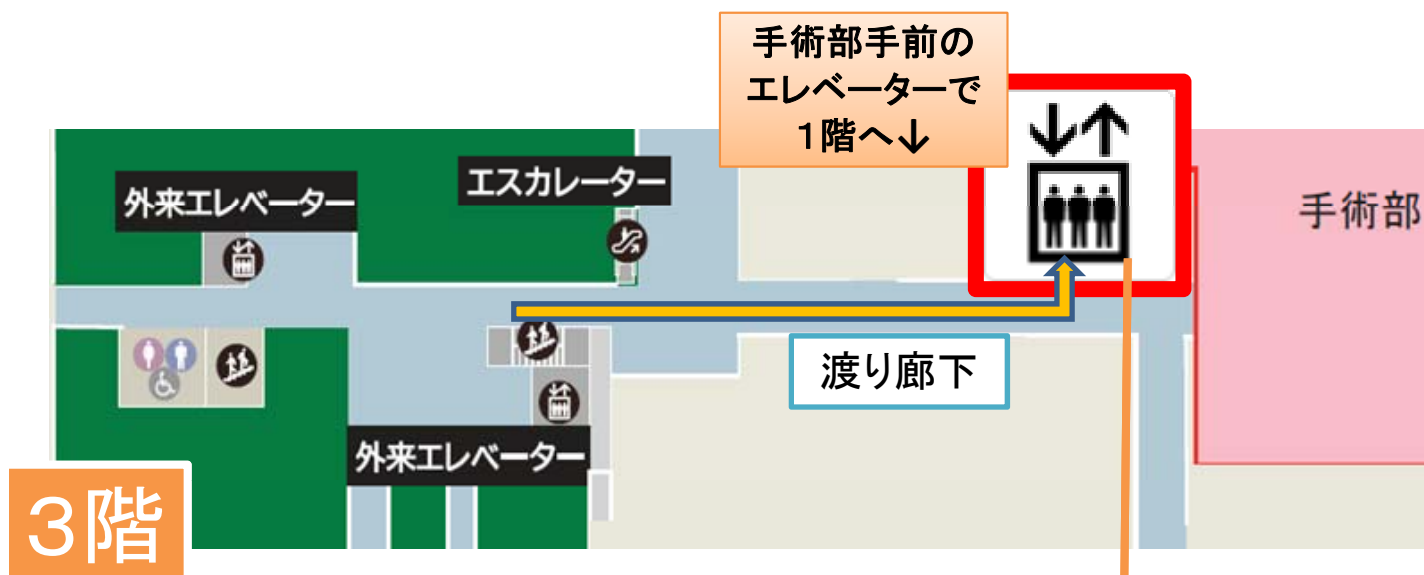 手術部手前の
エレベーターで
1階へ↓
外来エレベーター
エスカレーター
手術部
渡り廊下
外来エレベーター
3階